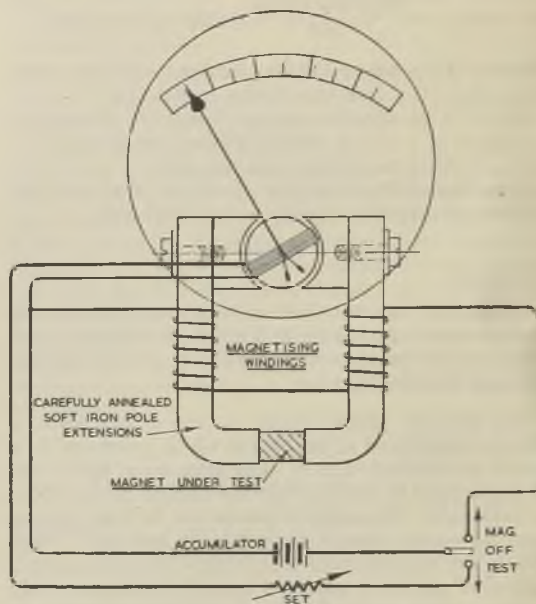 MAGNETISING
WINDINGS
CAREFULLY ANNEALED
SOFT IRON POLE
EXTENSIONS
MAGNET UNDER TEST
ACCUMULATOR
MAG.
OFF
TEST
SET